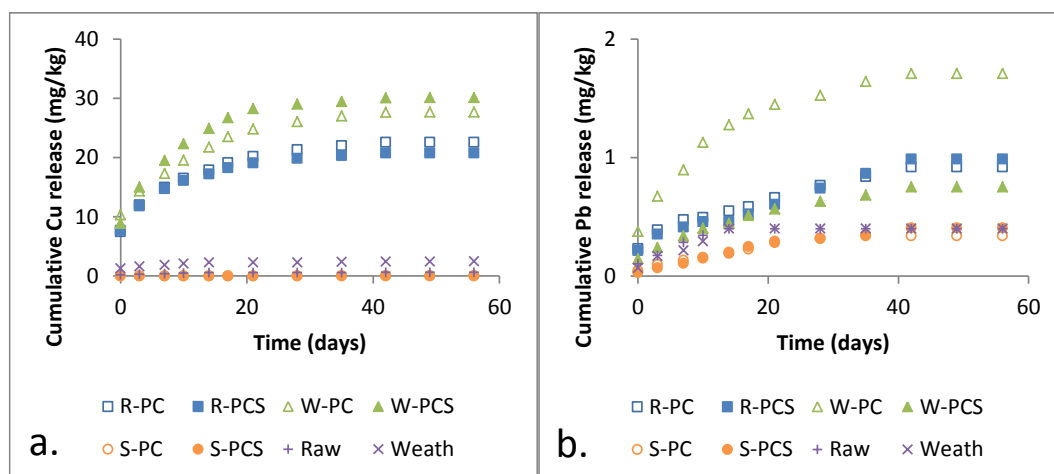 Cumulative Cu release (mg/kg)
40
30
20
10
0
0 20 40 60
Time (days)
R-PC R-PCS W-PC W-PCS
S-PC S-PCS Raw Weath
a.
Cumulative Pb release (mg/kg)
2
1
0
0 20 40 60
Time (days)
R-PC R-PCS W-PC W-PCS
S-PC S-PCS Raw Weath
b.